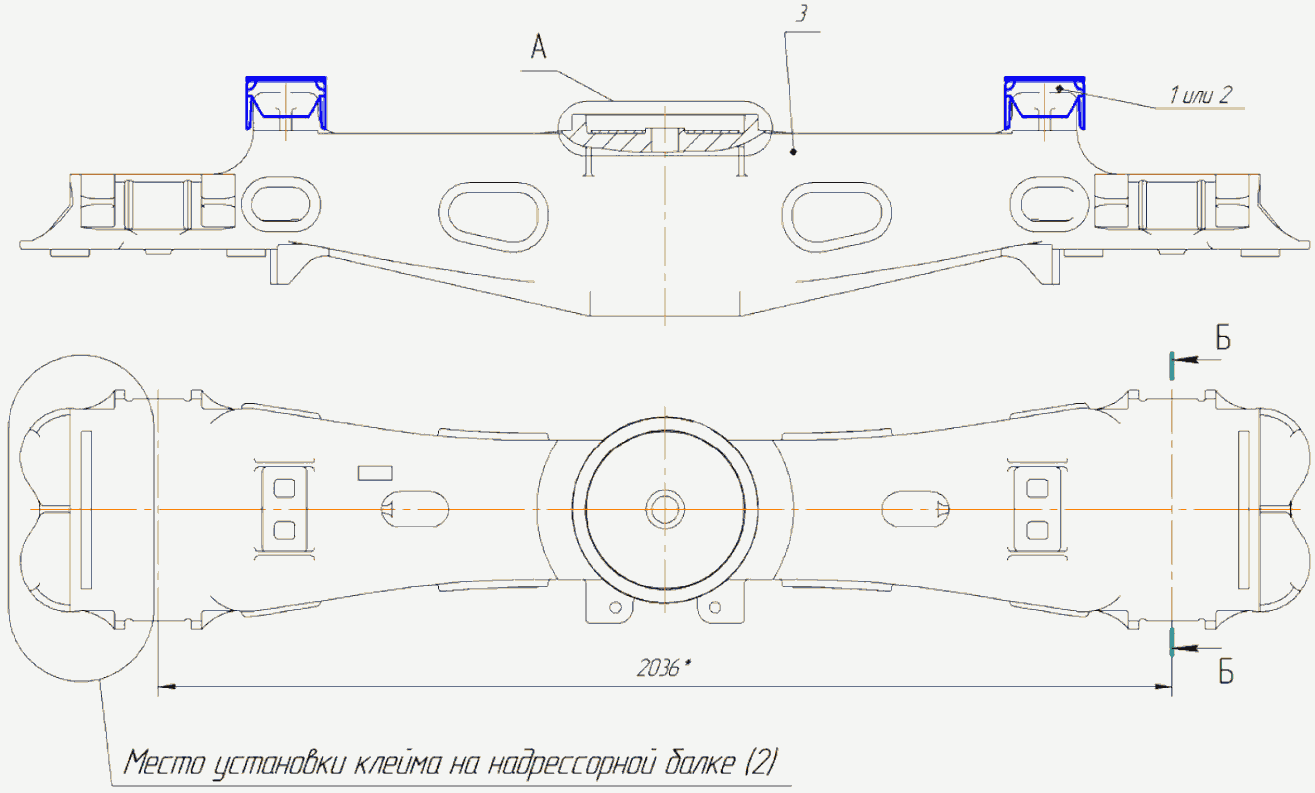 3
А
1 или 2
Б
2036*
Б
Место установки клейма на надрессорной балке (2)